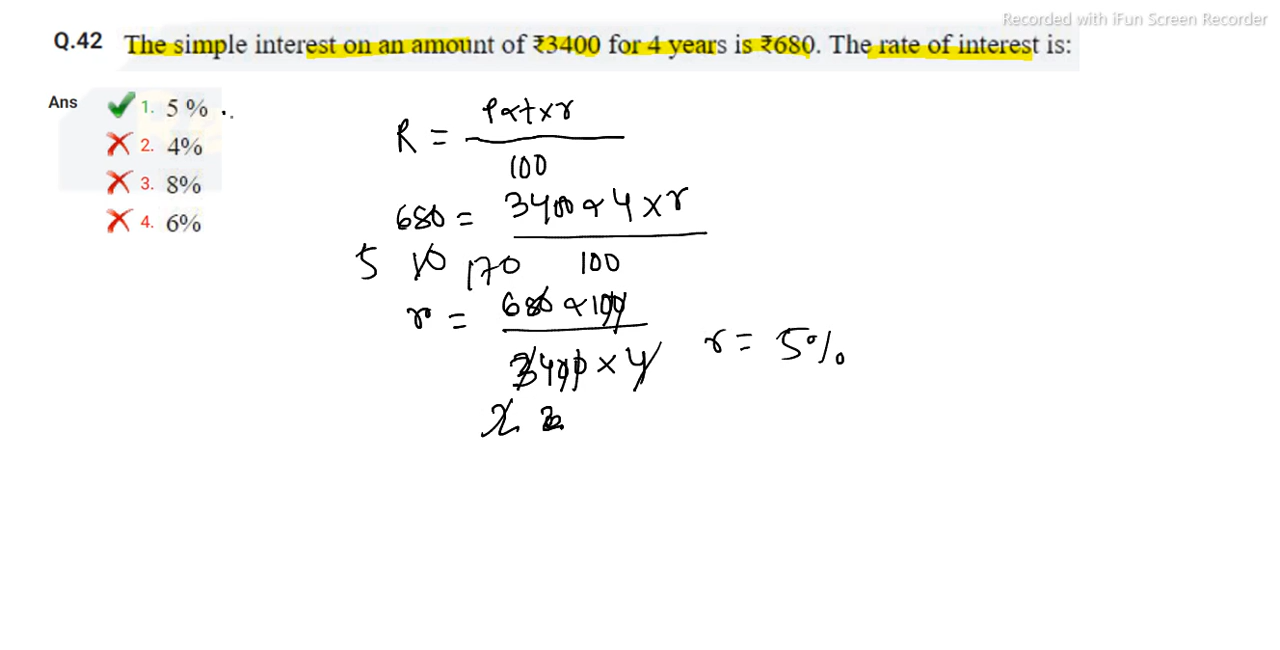 Recorded with iFun Screen Recorder
Q.42 The simple interest on an amount of ₹3400 for 4 years is ₹680. The rate of interest is:
Ans 1. 5 %
2. 4%
3. 8%
4. 6%
R = P×t×r
100
680 = 3400 × 4 × r
100
5 10 170
r = 680 × 100
3400 × 4
r = 5%
2